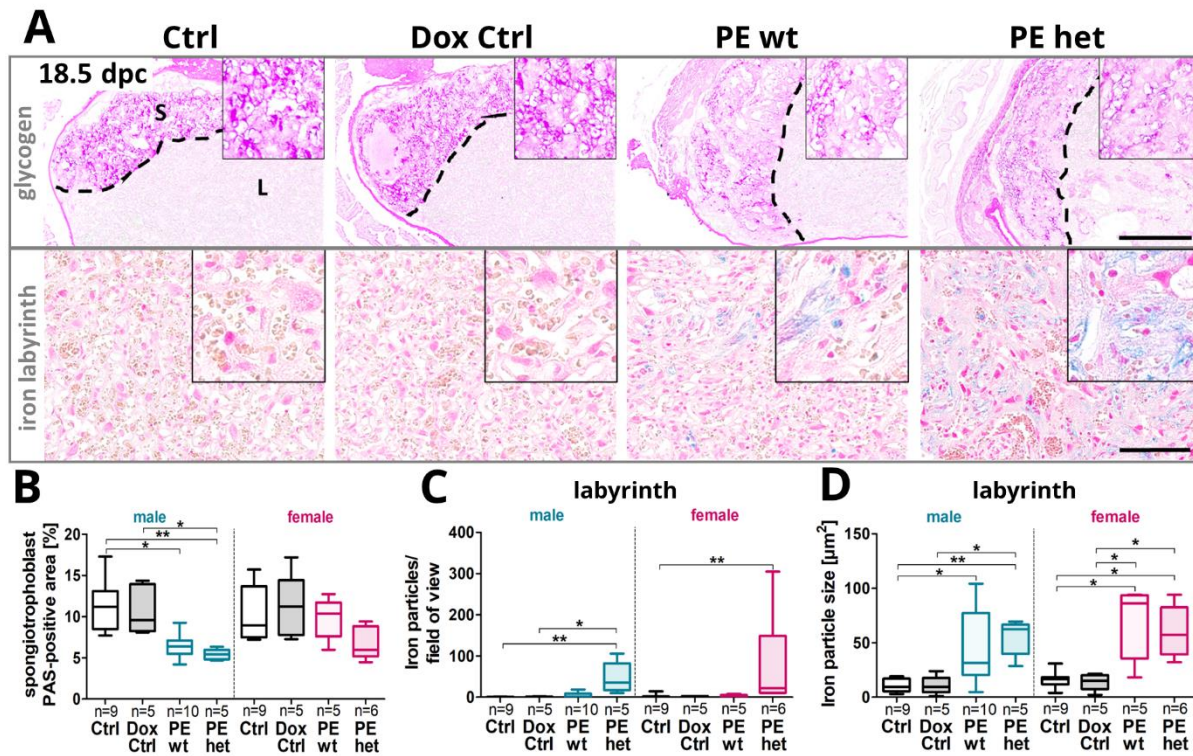 A
Ctrl Dox Ctrl PE wt PE het
18.5 dpc
glycogen
S
L
iron labyrinth
B
male female
* 
**
*
spongiotrophoblast
PAS-positive area [%]
20
15
10
5
0
n=9 n=5 n=10 n=5 n=9 n=5 n=5 n=6
Ctrl Dox Ctrl PE wt PE het Ctrl Dox Ctrl PE wt PE het
C
labyrinth
male female
**
*
**
Iron particles/
field of view
400
300
200
100
0
n=9 n=5 n=10 n=5 n=9 n=5 n=5 n=6
Ctrl Dox Ctrl PE wt PE het Ctrl Dox Ctrl PE wt PE het
D
labyrinth
male female
*
**
*
*
*
*
*
Iron particle size [µm²]
150
100
50
0
n=9 n=5 n=10 n=5 n=9 n=5 n=5 n=6
Ctrl Dox Ctrl PE wt PE het Ctrl Dox Ctrl PE wt PE het